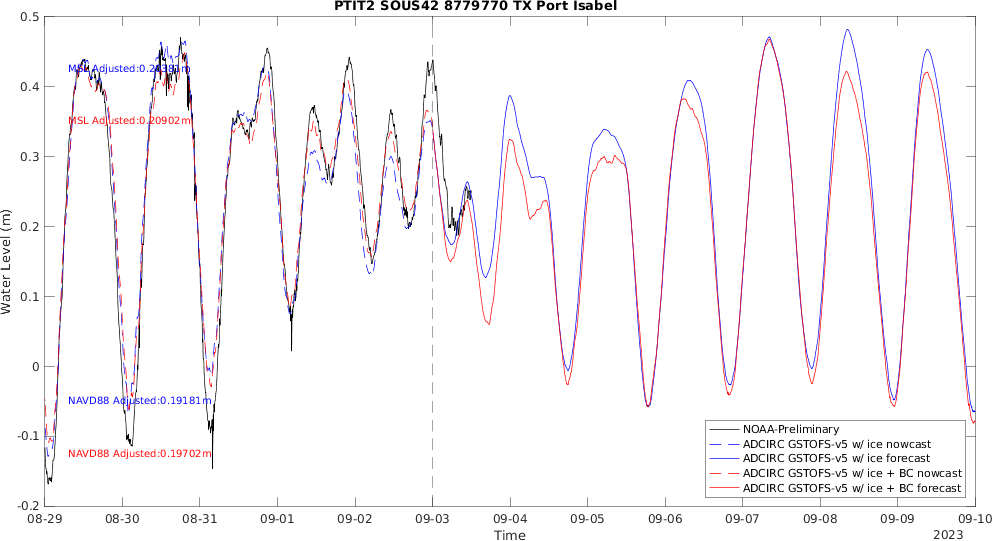 PTIT2 SOUS42 8779770 TX Port Isabel
0.5
0.4
0.3
0.2
0.1
0
-0.1
-0.2
Water Level (m)
MSL Adjusted:
MSL Adjusted:0.20902m
NAVD88 Adjusted:0.19181m
NAVD88 Adjusted:0.19702m
NOAA-Preliminary
ADCIRC GSTOFS-v5 w/ ice nowcast
ADCIRC GSTOFS-v5 w/ ice forecast
ADCIRC GSTOFS-v5 w/ ice + BC nowcast
ADCIRC GSTOFS-v5 w/ ice + BC forecast
08-29
08-30
08-31
09-01
09-02
09-03
09-04
09-05
09-06
09-07
09-08
09-09
09-10
Time
2023